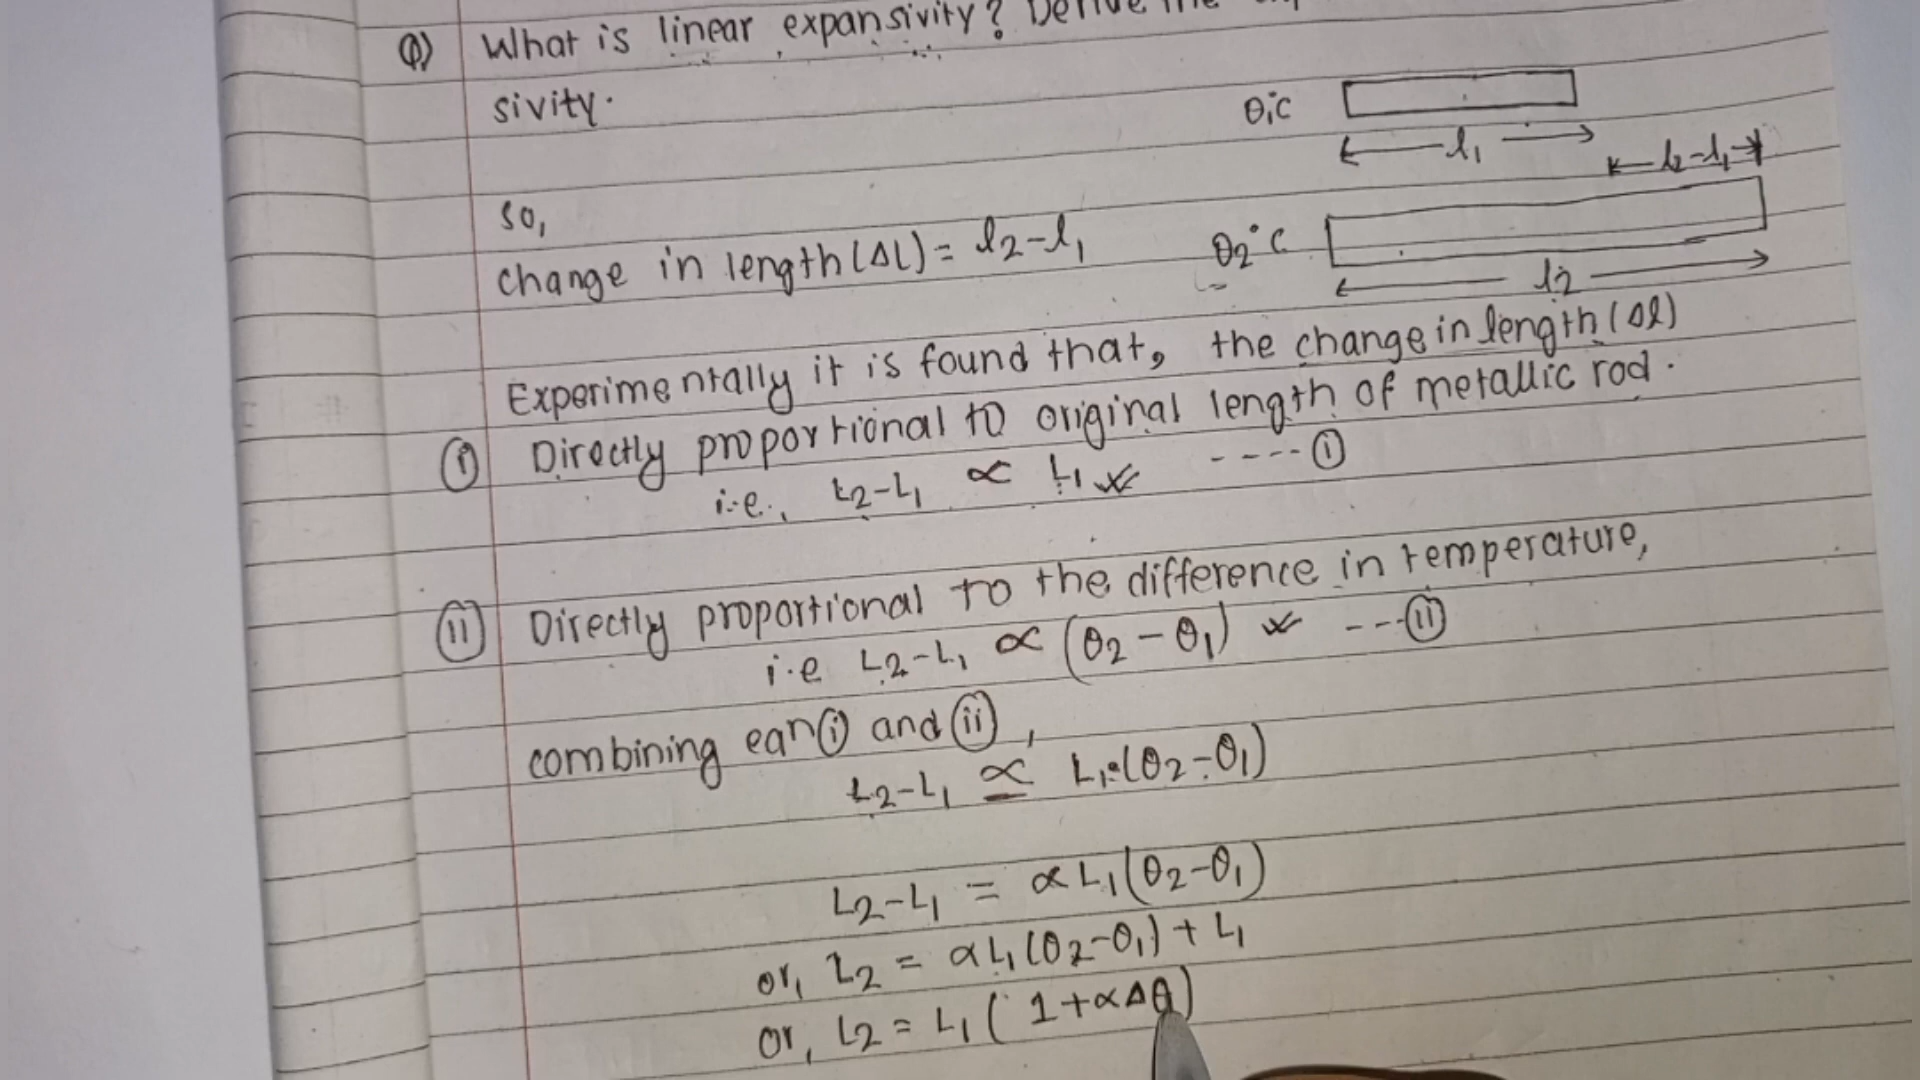 Q) What is linear expansivity? Derive the
sivity.
θ₁°C
l₁
l₂-l₁
so,
change in length (Δl) = l₂-l₁
θ₂°C
l₂
Experimentally it is found that, the change in length (Δl)
(i) Directly proportional to original length of metallic rod.
i.e., L₂-L₁ ∝ L₁ ----(i)
(ii) Directly proportional to the difference in temperature,
i.e L₂-L₁ ∝ (θ₂-θ₁) ---(ii)
combining eqn (i) and (ii),
L₂-L₁ ∝ L₁.(θ₂-θ₁)
L₂-L₁ = αL₁(θ₂-θ₁)
or, L₂ = αL₁(θ₂-θ₁) + L₁
or, L₂ = L₁(1+αΔθ)